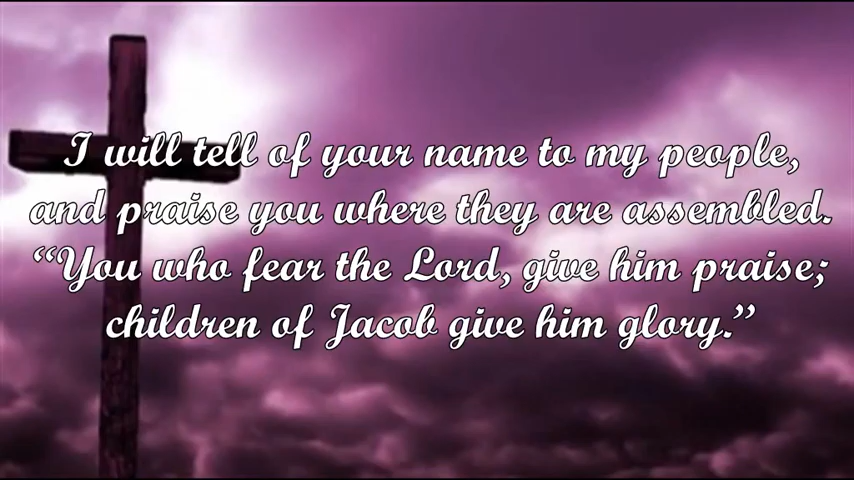 I will tell of your name to my people,
and praise you where they are assembled.
“You who fear the Lord, give him praise;
children of Jacob give him glory.”